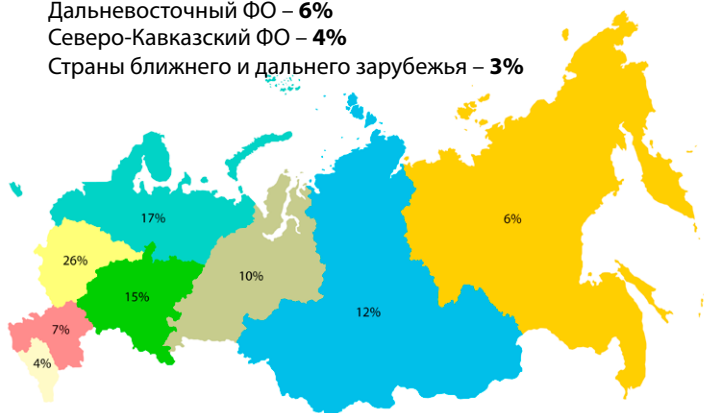 Дальневосточный ФО – 6%
Северо-Кавказский ФО – 4%
Страны ближнего и дальнего зарубежья – 3%
17%
6%
26%
10%
15%
12%
7%
4%